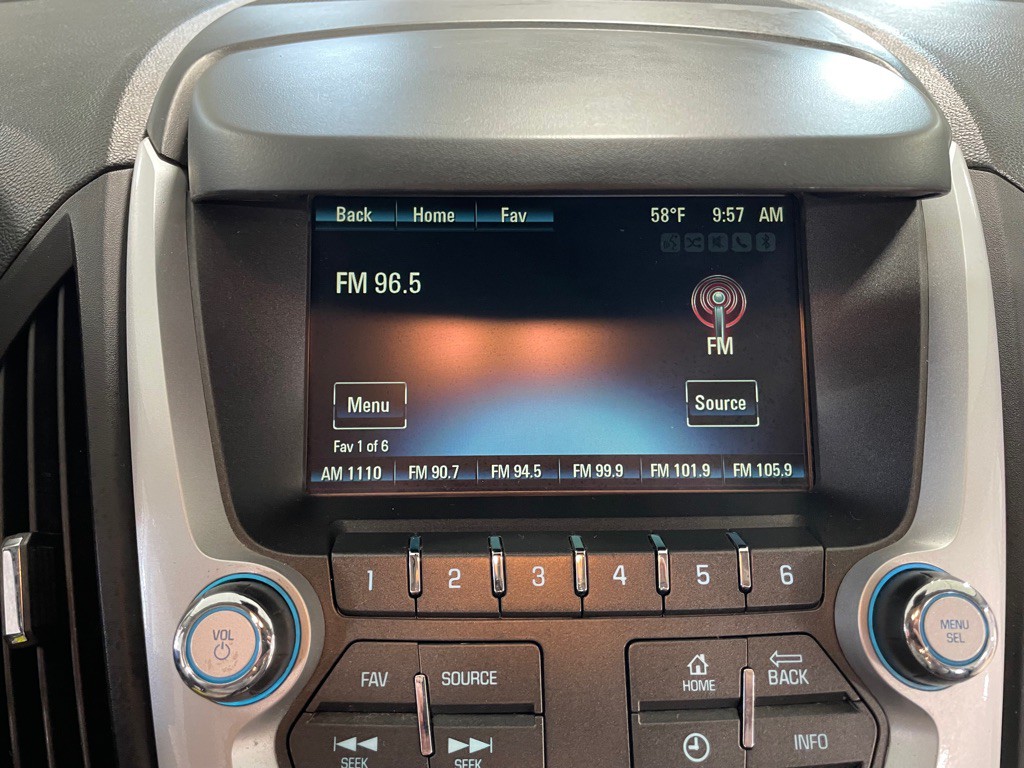 Back Home Fav 58°F 9:57 AM
FM 96.5
FM
Menu Source
Fav 1 of 6
AM 1110 FM 90.7 FM 94.5 FM 99.9 FM 101.9 FM 105.9
1 2 3 4 5 6
VOL
MENU
SEL
FAV SOURCE
HOME BACK
SEEK SEEK
INFO